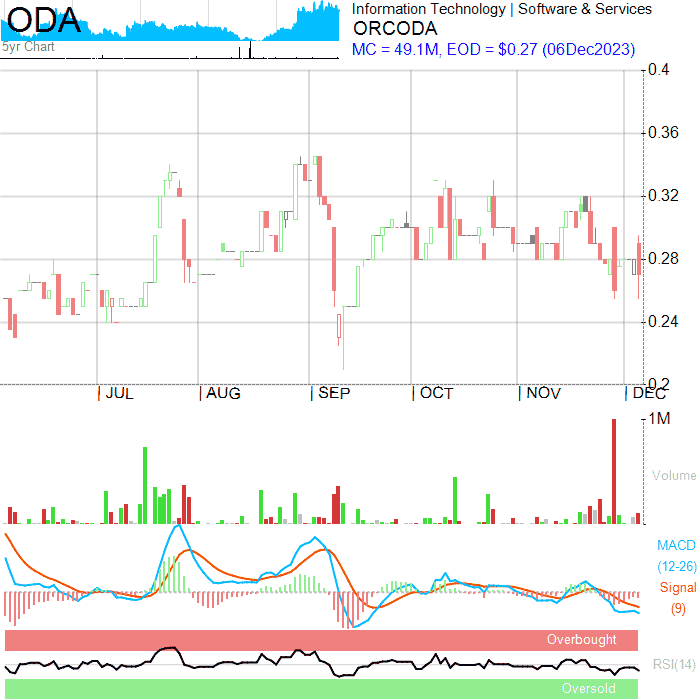 ODA
5yr Chart
Information Technology | Software & Services
ORCODA
MC = 49.1M, EOD = $0.27 (06Dec2023)
0.4
0.36
0.32
0.28
0.24
0.2
| JUL | AUG | SEP | OCT | NOV | DEC
1M
Volume
MACD
(12-26)
Signal
(9)
Overbought
RSI(14)
Oversold